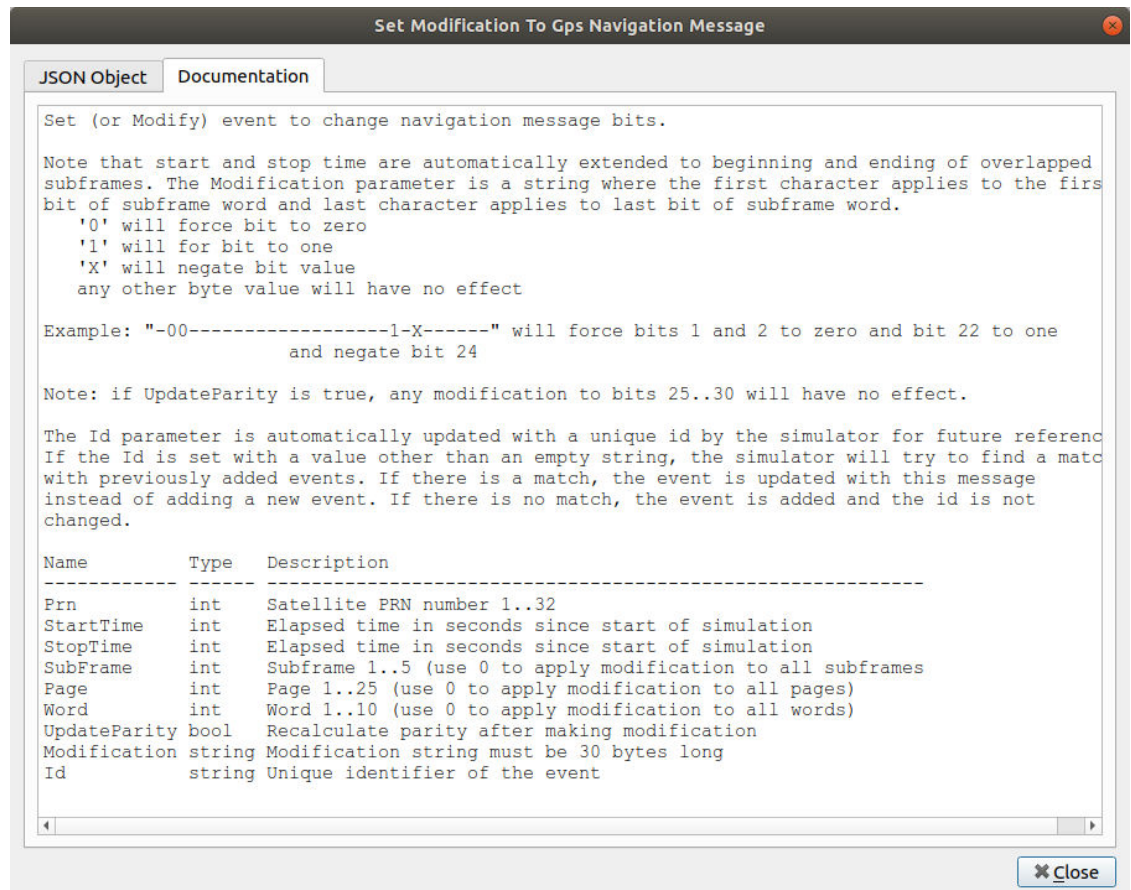 Set Modification To Gps Navigation Message
JSON Object
Documentation
Set (or Modify) event to change navigation message bits.
Note that start and stop time are automatically extended to beginning and ending of overlapped
subframes. The Modification parameter is a string where the first character applies to the firs
bit of subframe word and last character applies to last bit of subframe word.
'0' will force bit to zero
'1' will for bit to one
'X' will negate bit value
any other byte value will have no effect
Example: "-00------------------1-X------" will force bits 1 and 2 to zero and bit 22 to one
and negate bit 24
Note: if UpdateParity is true, any modification to bits 25..30 will have no effect.
The Id parameter is automatically updated with a unique id by the simulator for future referenc
If the Id is set with a value other than an empty string, the simulator will try to find a matc
with previously added events. If there is a match, the event is updated with this message
instead of adding a new event. If there is no match, the event is added and the id is not
changed.
Name Type Description
------------ ------ ----------------------------------------------------------
Prn int Satellite PRN number 1..32
StartTime int Elapsed time in seconds since start of simulation
StopTime int Elapsed time in seconds since start of simulation
SubFrame int Subframe 1..5 (use 0 to apply modification to all subframes
Page int Page 1..25 (use 0 to apply modification to all pages)
Word int Word 1..10 (use 0 to apply modification to all words)
UpdateParity bool Recalculate parity after making modification
Modification string Modification string must be 30 bytes long
Id string Unique identifier of the event
Close